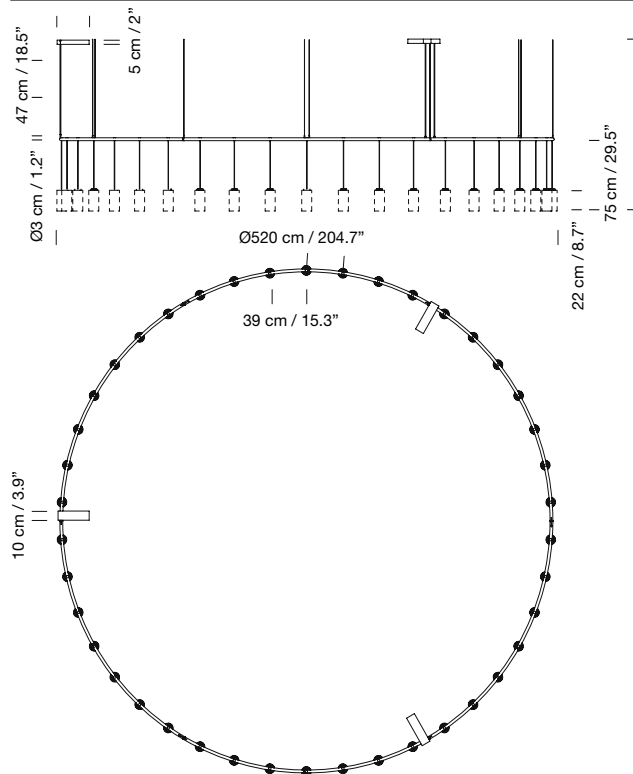 5 cm / 2”
47 cm / 18.5”
Ø3 cm / 1.2”
75 cm / 29.5”
22 cm / 8.7”
Ø520 cm / 204.7”
39 cm / 15.3”
10 cm / 3.9”